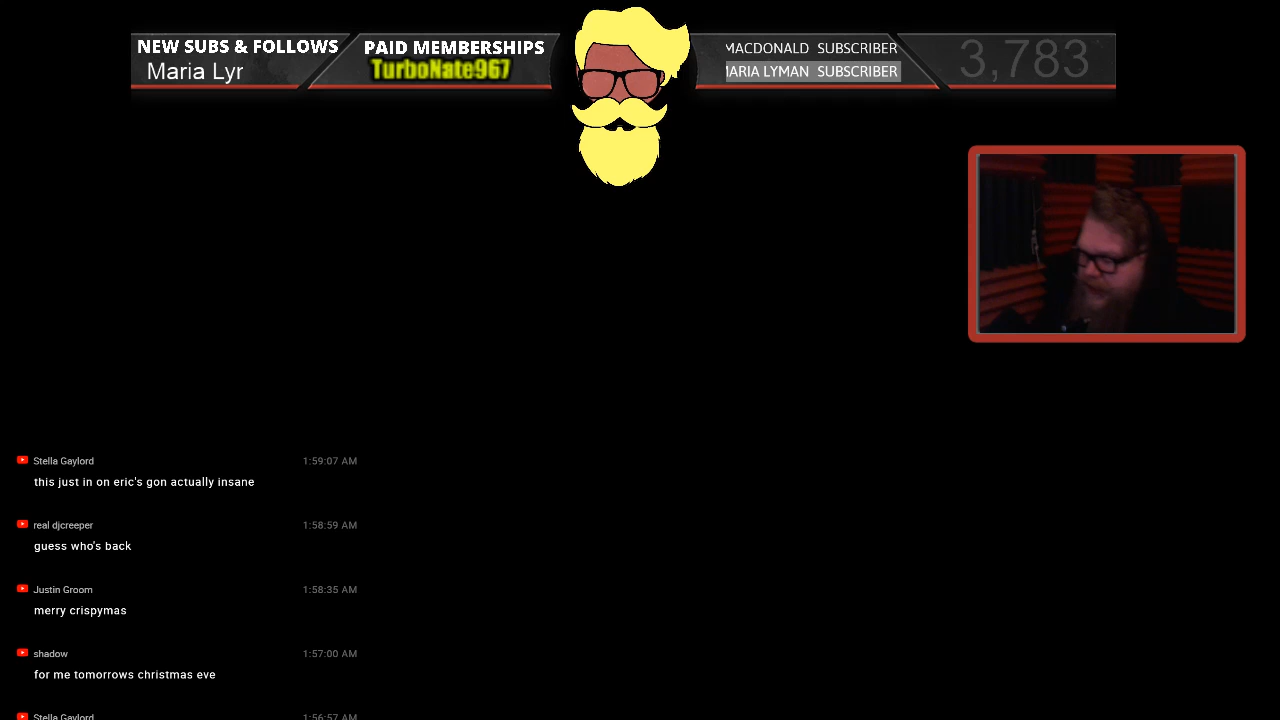 NEW SUBS & FOLLOWS
Maria Lyr
PAID MEMBERSHIPS
TurboNate967
MACDONALD SUBSCRIBER
MARIA LYMAN SUBSCRIBER
3,783
Stella Gaylord 1:59:07 AM
this just in on eric's gon actually insane
real djcreeper 1:58:59 AM
guess who's back
Justin Groom 1:58:35 AM
merry crispymas
shadow 1:57:00 AM
for me tomorrows christmas eve
Stella Gaylord 1:56:57 AM